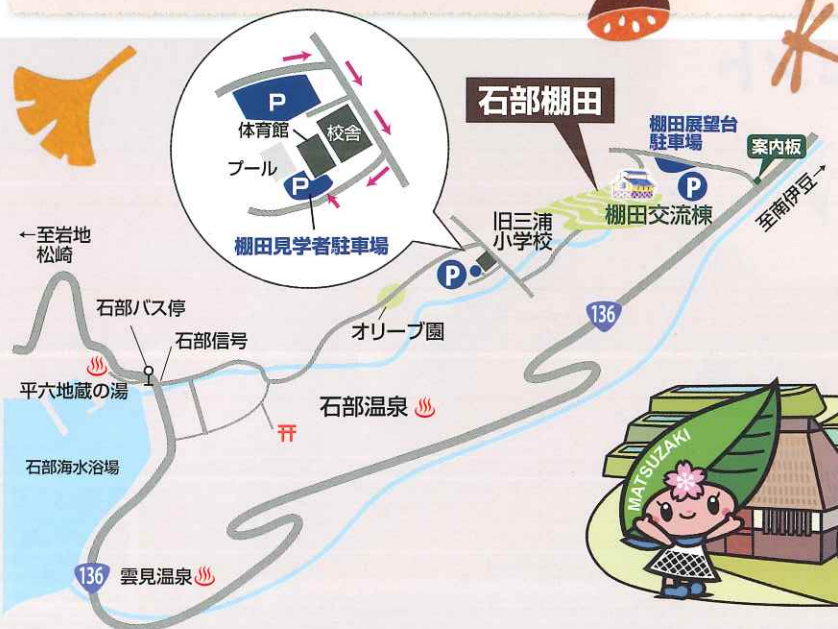 P
体育館
校舎
プール
P
棚田見学者駐車場
石部棚田
棚田展望台
駐車場
案内板
P
棚田交流棟
至南伊豆→
旧三浦
小学校
P
←至岩地
松崎
石部バス停
石部信号
オリーブ園
136
平六地蔵の湯
石部温泉
石部海水浴場
MATSUZAKI
136
雲見温泉